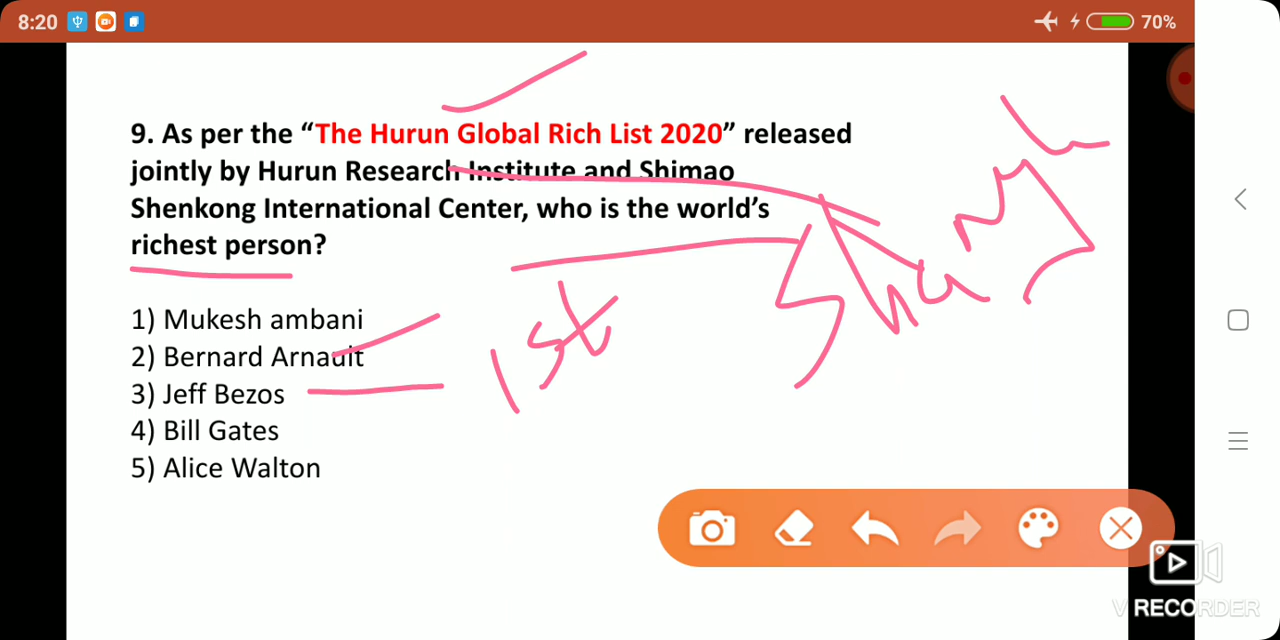 8:20 70%
9. As per the “The Hurun Global Rich List 2020” released
jointly by Hurun Research Institute and Shimao
Shenkong International Center, who is the world’s
richest person?
1) Mukesh ambani
2) Bernard Arnault
3) Jeff Bezos
4) Bill Gates
5) Alice Walton
1st
V RECORDER